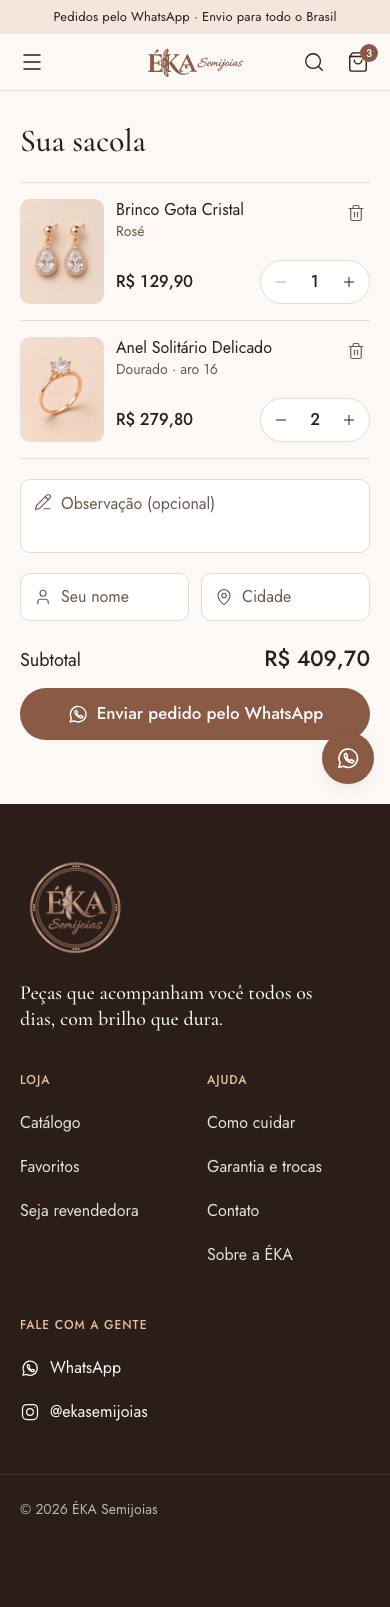 Pedidos pelo WhatsApp · Envio para todo o Brasil
ÉKA Semijoias
3
Sua sacola
Brinco Gota Cristal
Rosé
R$ 129,90
1
Anel Solitário Delicado
Dourado · aro 16
R$ 279,80
2
Observação (opcional)
Seu nome
Cidade
Subtotal
R$ 409,70
Enviar pedido pelo WhatsApp
ÉKA
Semijoias
Peças que acompanham você todos os
dias, com brilho que dura.
LOJA
Catálogo
Favoritos
Seja revendedora
AJUDA
Como cuidar
Garantia e trocas
Contato
Sobre a ÉKA
FALE COM A GENTE
WhatsApp
@ekasemijoias
© 2026 ÉKA Semijoias